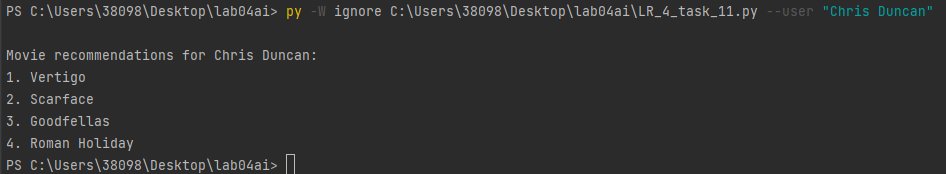 PS C:\Users\38098\Desktop\lab04ai> py -W ignore C:\Users\38098\Desktop\lab04ai\LR_4_task_11.py --user "Chris Duncan"
Movie recommendations for Chris Duncan:
1. Vertigo
2. Scarface
3. Goodfellas
4. Roman Holiday
PS C:\Users\38098\Desktop\lab04ai>